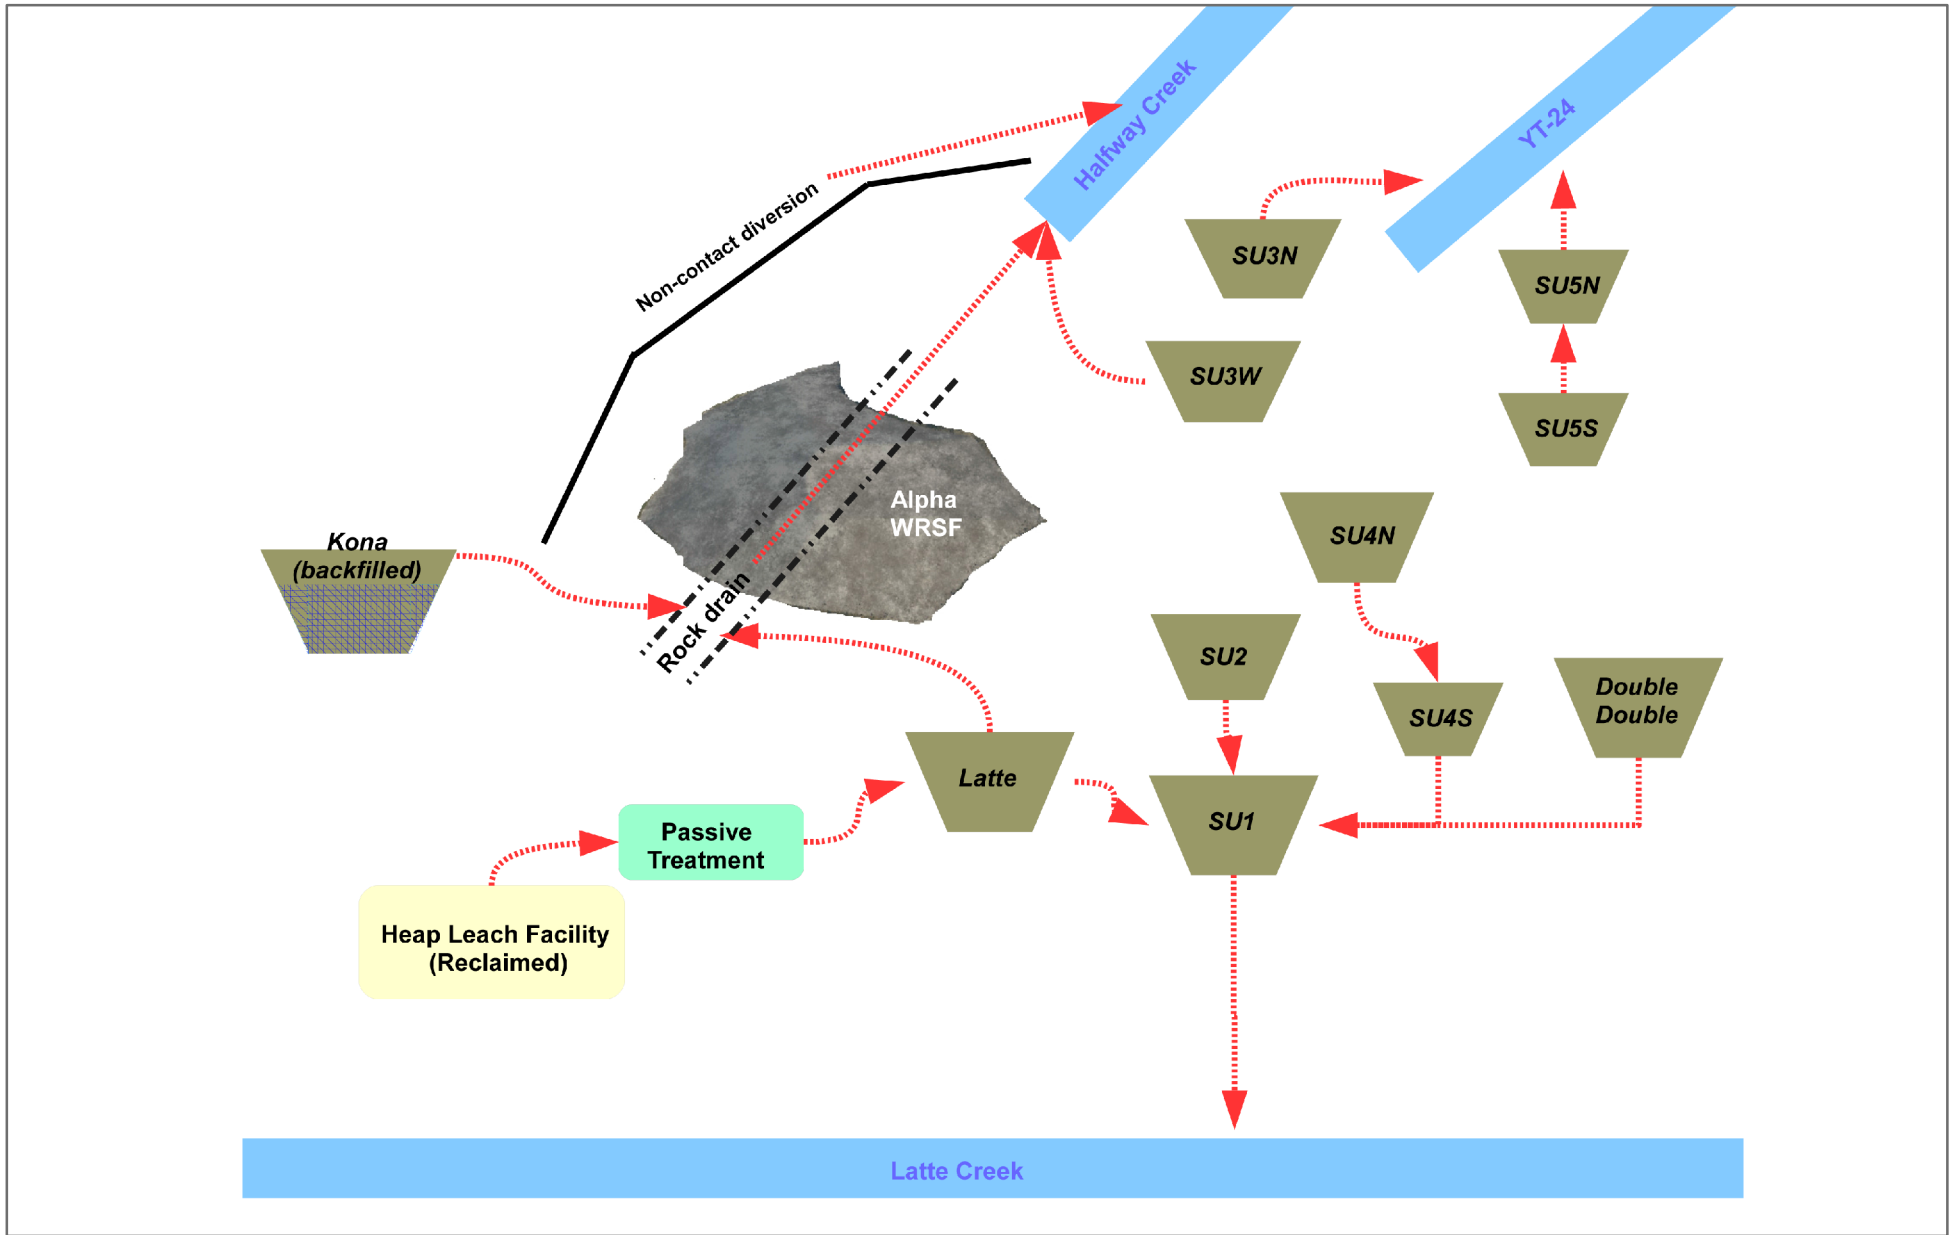 Halfway Creek
YT-24
Non-contact diversion
SU3N
SU5N
SU3W
SU5S
Alpha
WRSF
Kona
(backfilled)
SU4N
Rock drain
SU2
SU4S
Double
Double
Latte
SU1
Passive
Treatment
Heap Leach Facility
(Reclaimed)
Latte Creek